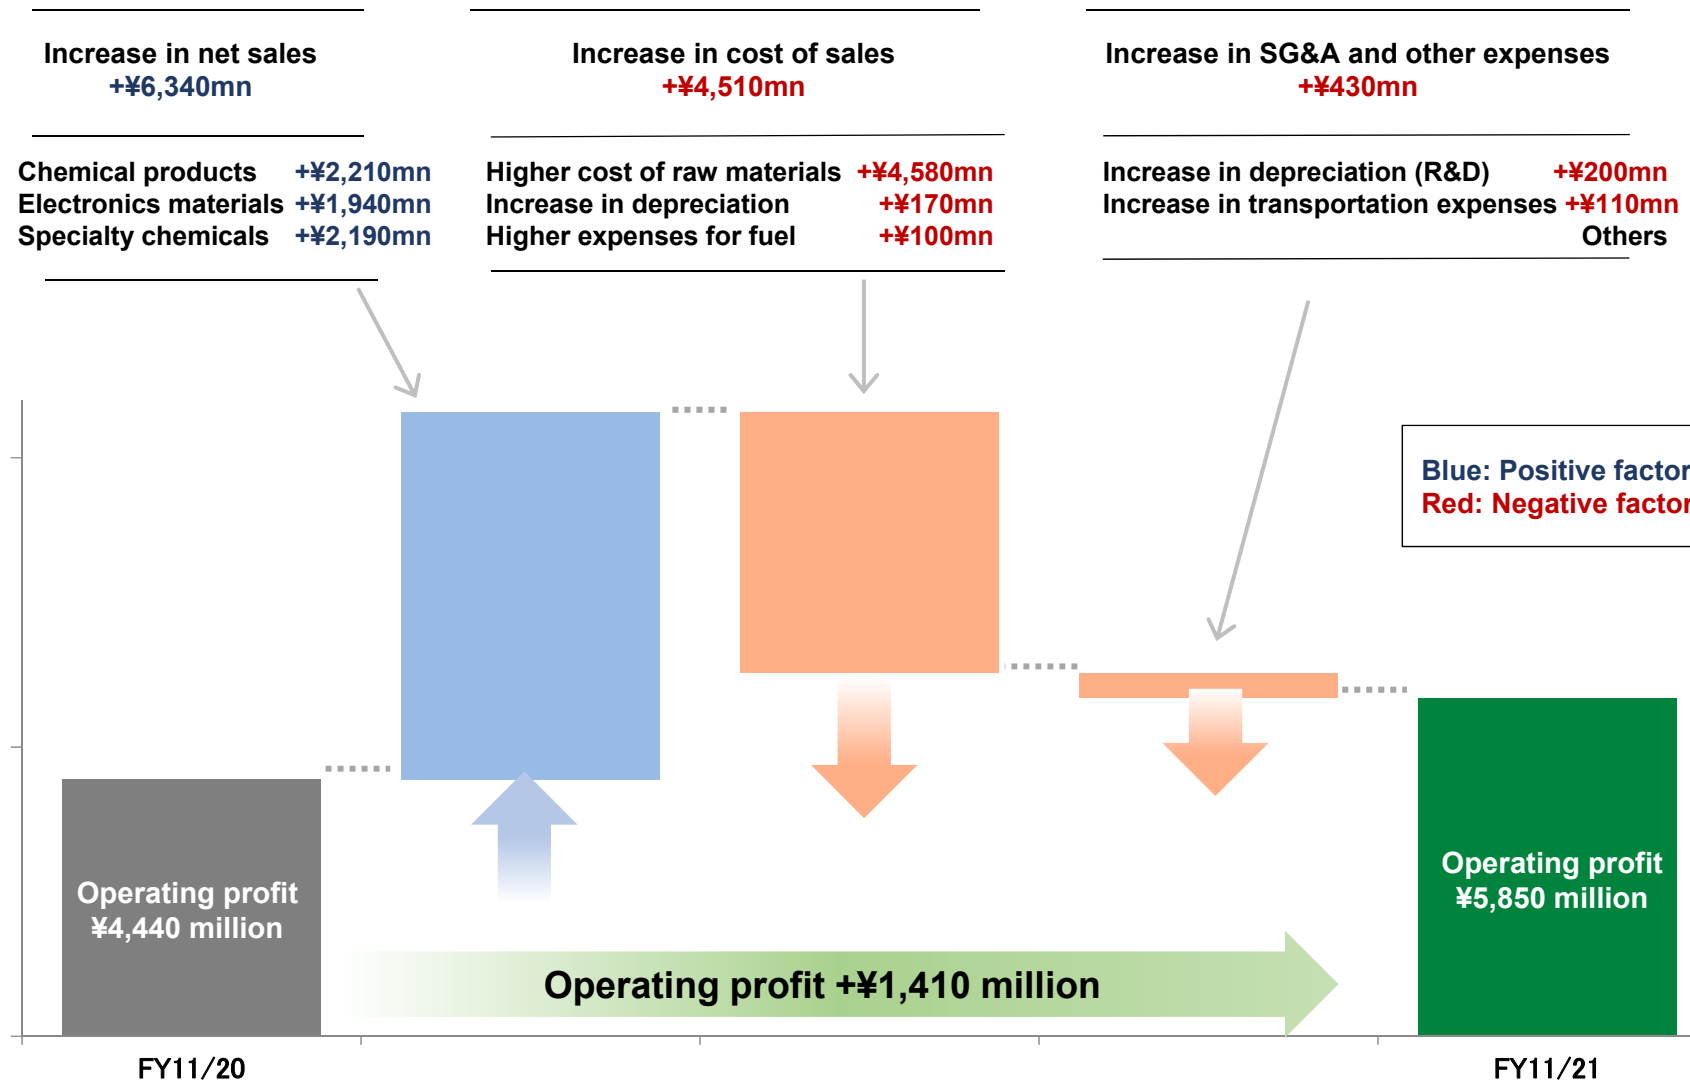 Increase in net sales
+¥6,340mn
Increase in cost of sales
+¥4,510mn
Increase in SG&A and other expenses
+¥430mn
Chemical products +¥2,210mn
Electronics materials +¥1,940mn
Specialty chemicals +¥2,190mn
Higher cost of raw materials +¥4,580mn
Increase in depreciation +¥170mn
Higher expenses for fuel +¥100mn
Increase in depreciation (R&D) +¥200mn
Increase in transportation expenses +¥110mn
Others
Blue: Positive factor
Red: Negative factor
Operating profit
¥4,440 million
Operating profit
¥5,850 million
Operating profit +¥1,410 million
FY11/20
FY11/21